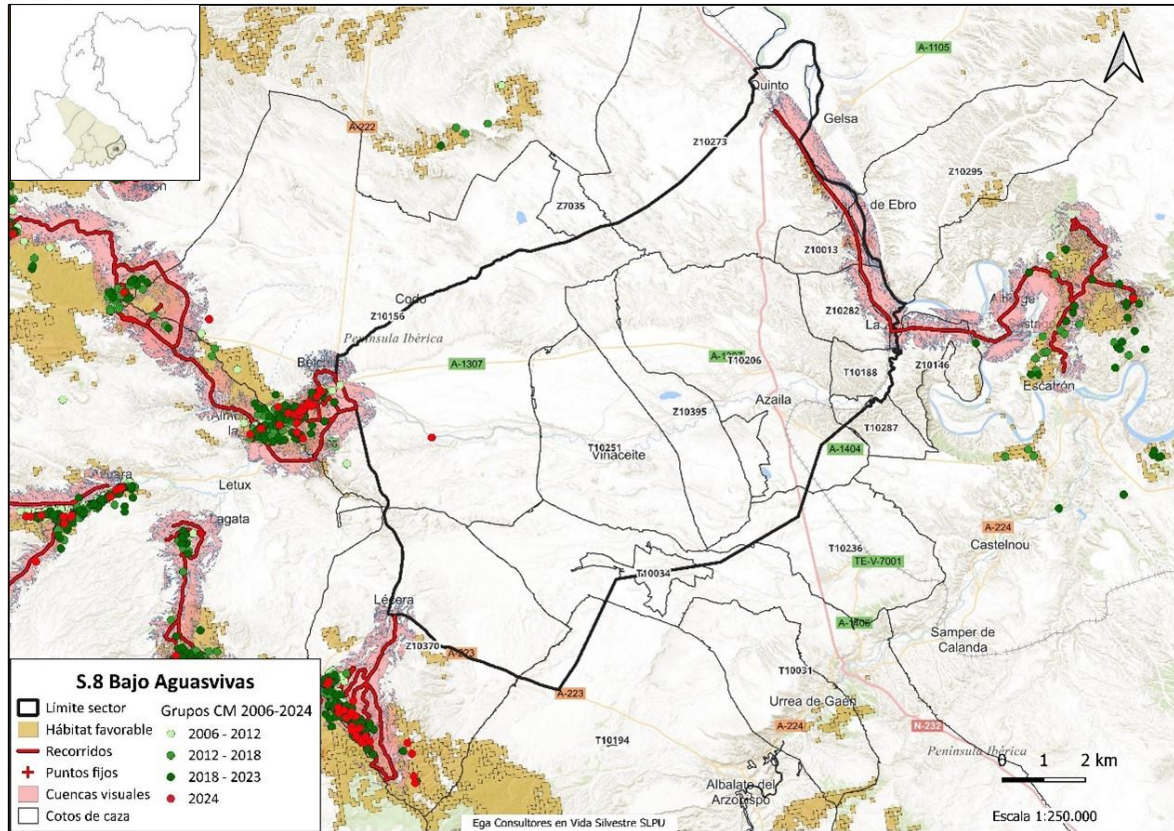 A-1105
Quinto
Gelsa
A-222
Z10273
Z10295
Z7035
de Ebro
Z10013
Codo
Z10156
Península Ibérica
Z10282
Alborge
La
A-1307
T10206
T10188
Z10146
Escatrón
Azaila
Z10395
T10287
T10251
Vinaceite
A-1404
Letux
Lagata
A-224
Castelnou
T10236
TE-V-7001
T10034
Lécera
A-1406
Samper de
Calanda
Z10370
A-223
T10031
A-223
Urrea de Gaén
A-224
N-232
T10194
Península Ibérica
Albalate del
Arzobispo
S.8 Bajo Aguasvivas
Límite sector
Hábitat favorable
Recorridos
Puntos fijos
Cuencas visuales
Cotos de caza
Grupos CM 2006-2024
2006 - 2012
2012 - 2018
2018 - 2023
2024
0 1 2 km
Escala 1:250.000
Ega Consultores en Vida Silvestre SLPU